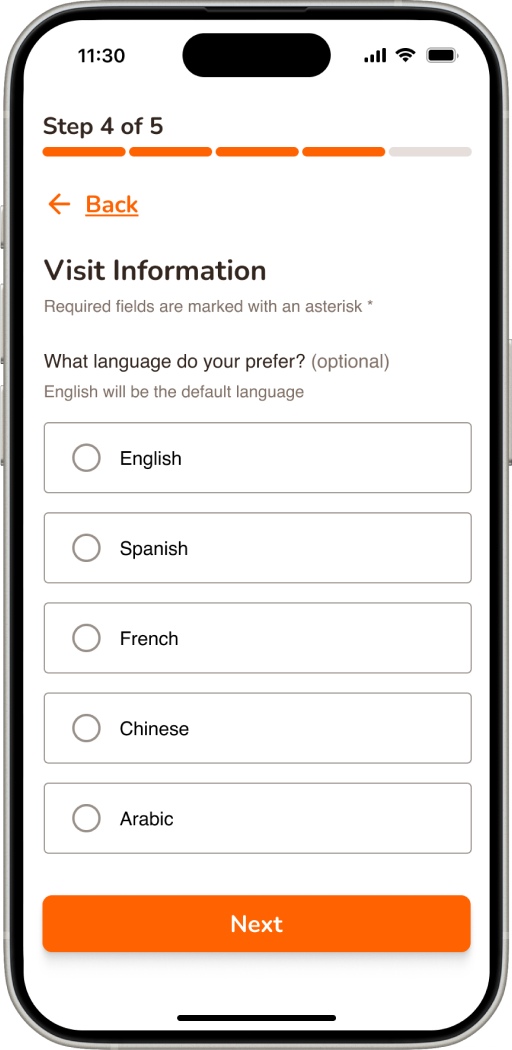 11:30
Step 4 of 5
Back
Visit Information
Required fields are marked with an asterisk *
What language do your prefer? (optional)
English will be the default language
English
Spanish
French
Chinese
Arabic
Next